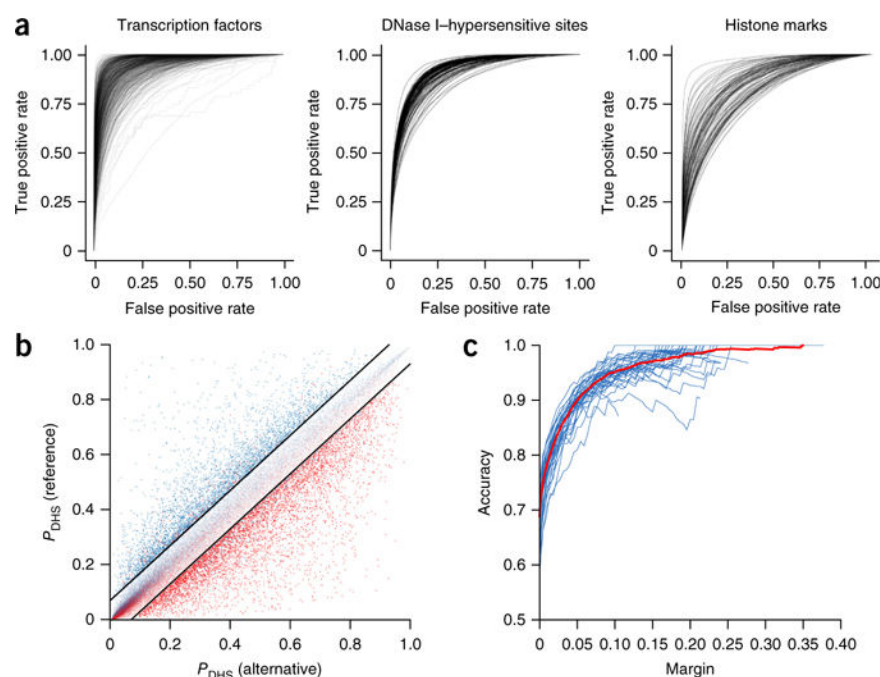 a
Transcription factors
1.00
0.75
0.50
0.25
0
True positive rate
0 0.25 0.50 0.75 1.00
False positive rate
DNase I–hypersensitive sites
1.00
0.75
0.50
0.25
0
True positive rate
0 0.25 0.50 0.75 1.00
False positive rate
Histone marks
1.00
0.75
0.50
0.25
0
True positive rate
0 0.25 0.50 0.75 1.00
False positive rate
b
1.0
0.8
0.6
0.4
0.2
0
PDHS (reference)
0 0.2 0.4 0.6 0.8 1.0
PDHS (alternative)
c
1.0
0.9
0.8
0.7
0.6
0.5
Accuracy
0 0.05 0.10 0.15 0.20 0.25 0.30 0.35 0.40
Margin